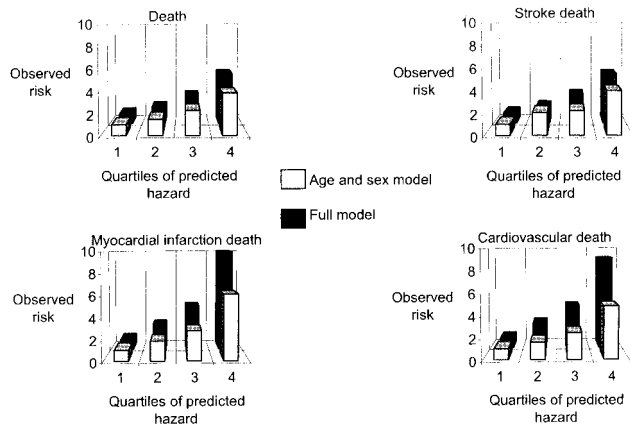 Death
10
8
6
4
2
0
Observed
risk
1 2 3 4
Quartiles of predicted
hazard
Stroke death
10
8
6
4
2
0
Observed
risk
1 2 3 4
Quartiles of predicted
hazard
Age and sex model
Full model
Myocardial infarction death
10
8
6
4
2
0
Observed
risk
1 2 3 4
Quartiles of predicted
hazard
Cardiovascular death
10
8
6
4
2
0
Observed
risk
1 2 3 4
Quartiles of predicted
hazard